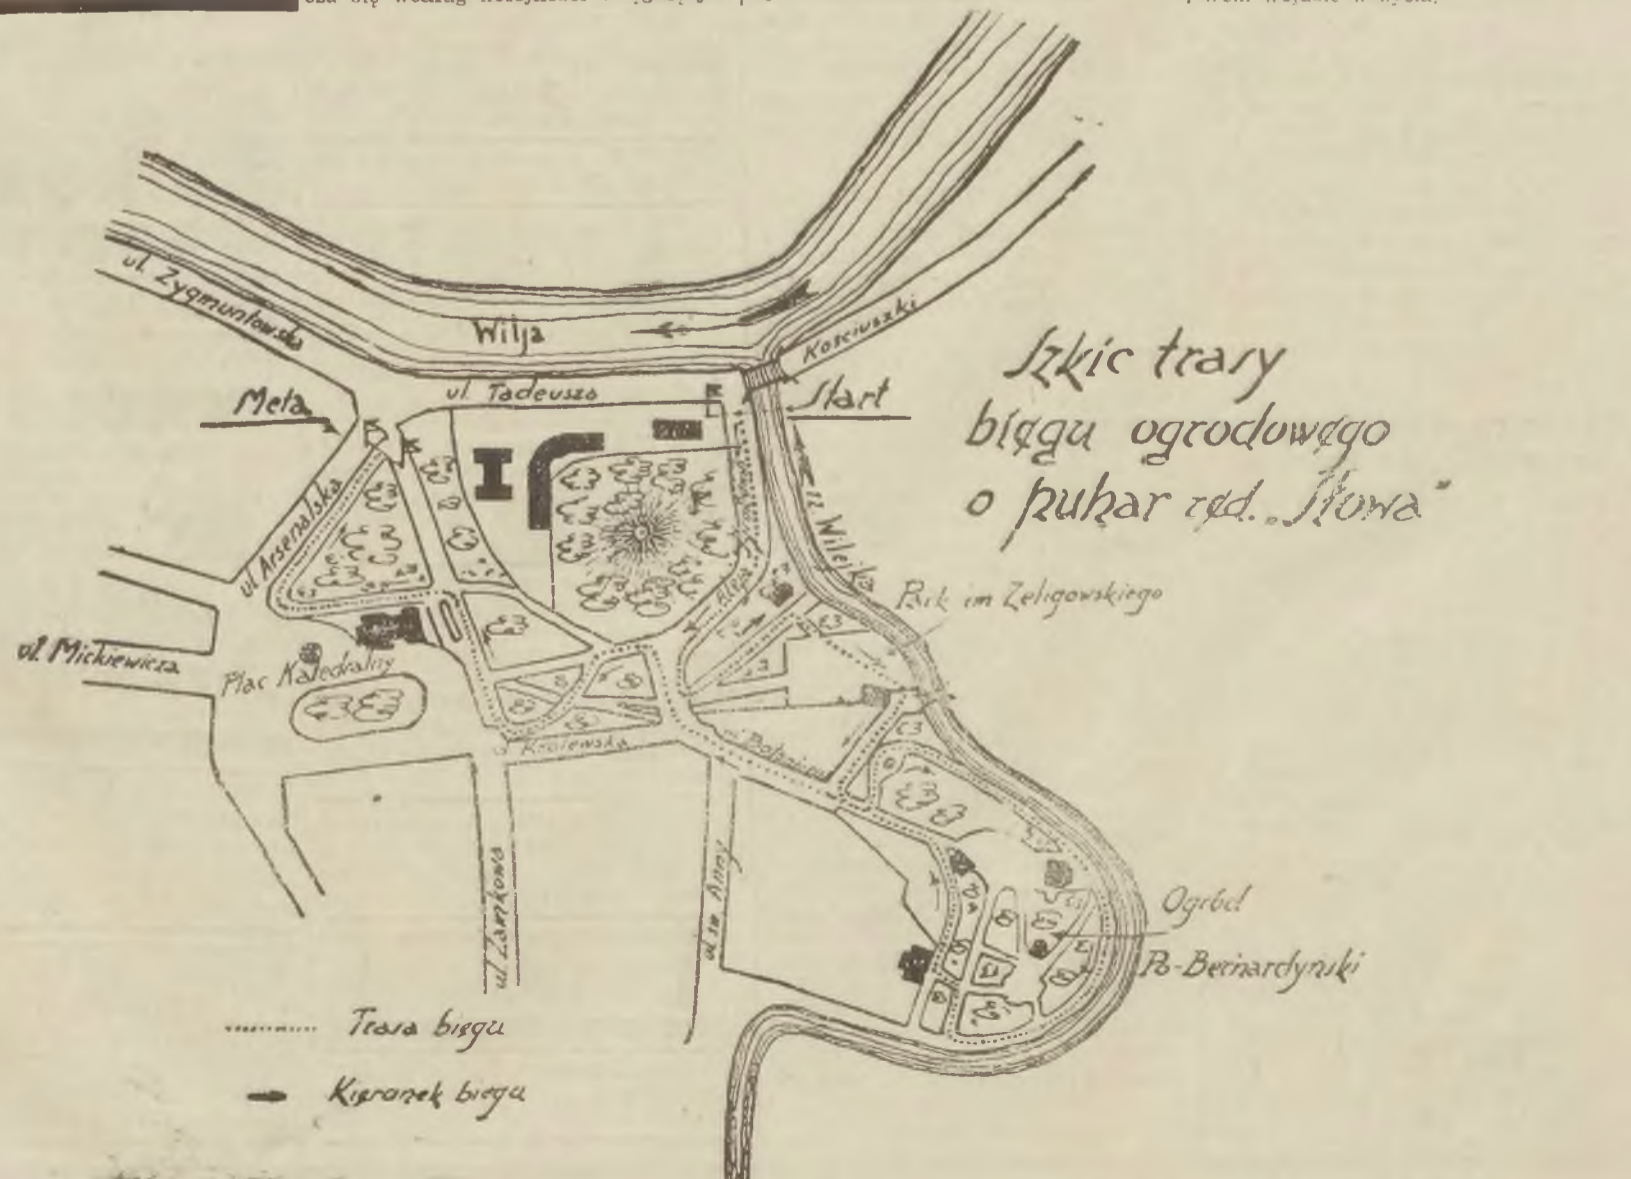 ul. Zygmuntowska
Wilja
Kościuszki
ul. Tadeusza
Meta
Start
Szkic trasy
biegu ogrodowego
o puhar red. „Słowa"
ul. Arsenalska
rz Wilejka
Aleja
Park im Żeligowskiego
ul. Mickiewicza
Plac Katedralny
ul Królewska
ul Botaniczna
ul Zamkowa
ul św Anny
Ogród
Po-Bernardyński
Trasa biegu
Kierunek biegu